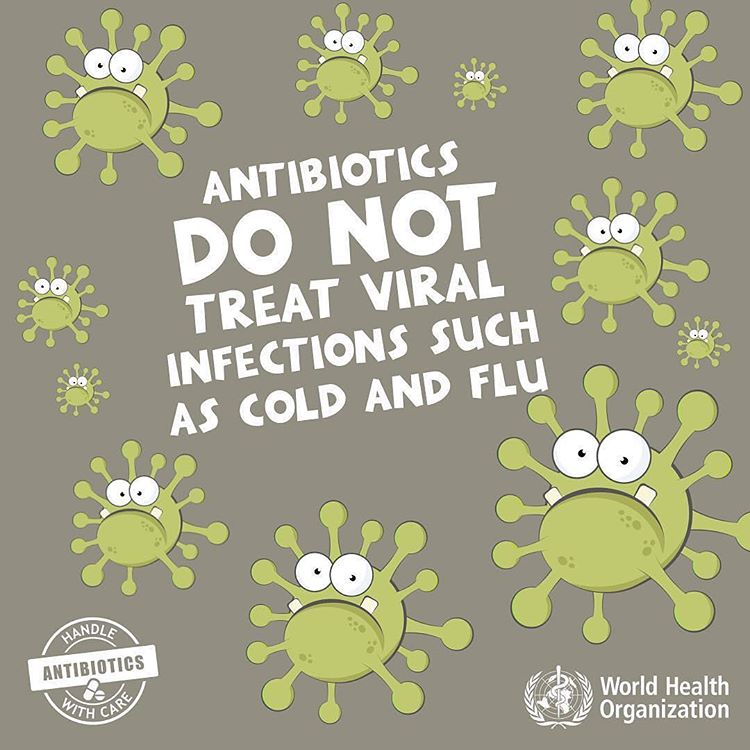 ANTIBIOTICS
DO NOT
TREAT VIRAL
INFECTIONS SUCH
AS COLD AND FLU
HANDLE
ANTIBIOTICS
WITH CARE
World Health
Organization